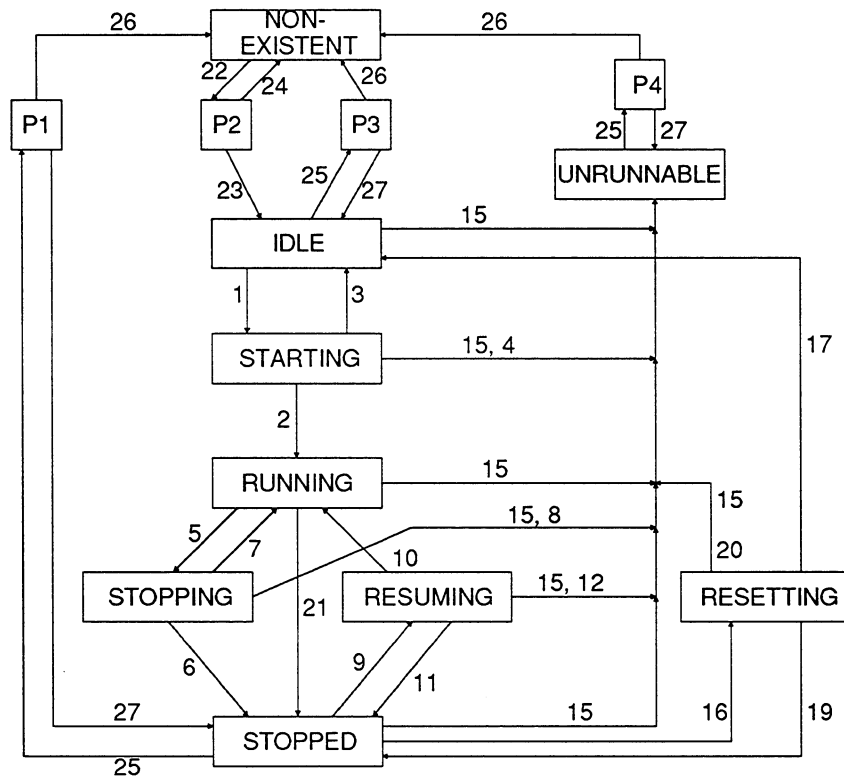 26
NON-
EXISTENT
26
22
24
26
P4
P1
P2
P3
25
27
23
25
27
UNRUNNABLE
15
IDLE
1
3
17
STARTING
15, 4
2
RUNNING
15
15
5
7
15, 8
10
20
STOPPING
21
RESUMING
15, 12
RESETTING
6
9
11
27
15
16
19
STOPPED
25